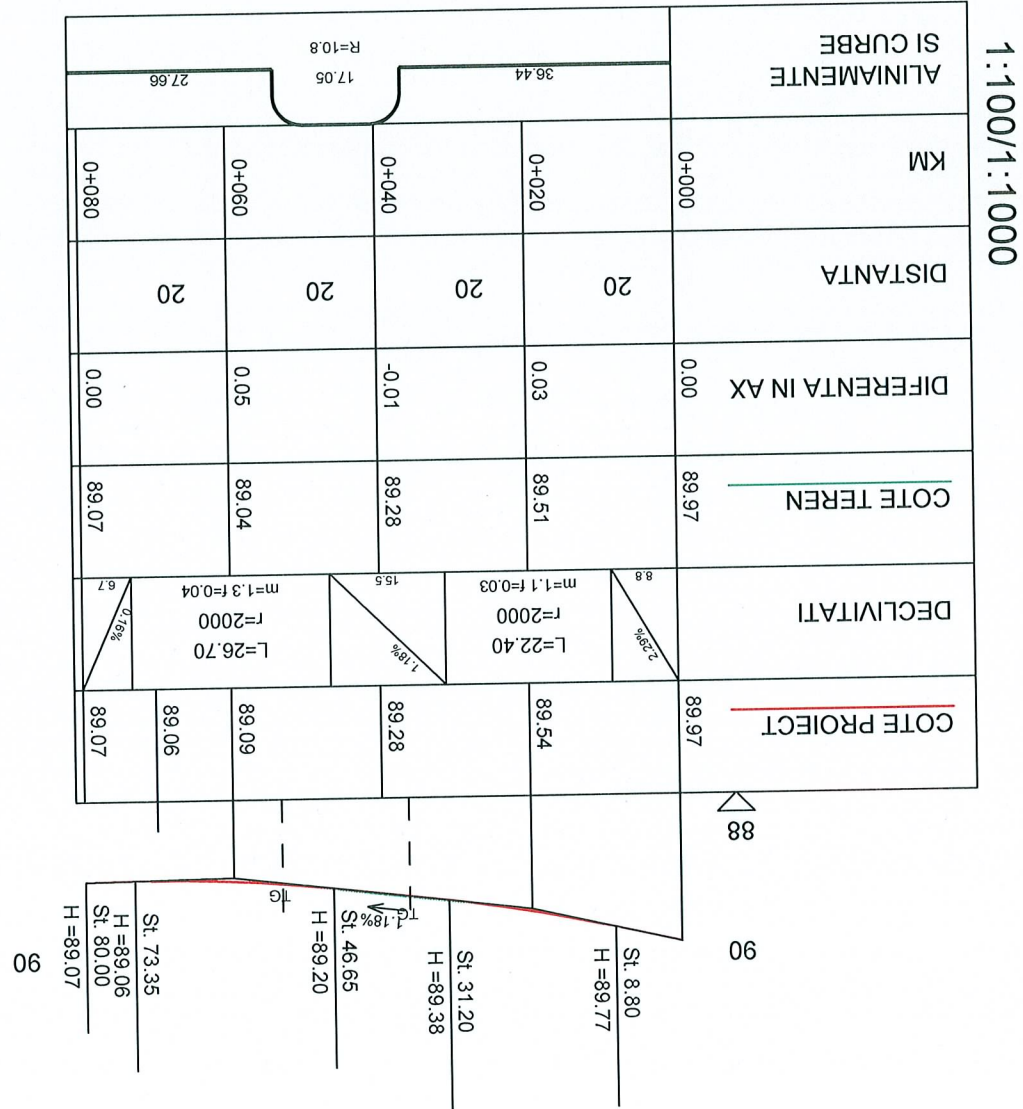 St. 8.80
H =89.77
St. 31.20
H =89.38
St. 46.65
H =89.20
St. 73.35
H =89.06
St. 80.00
H =89.07
90
90
TG
1.18%
TG
88
COTE PROIECT
89.97
89.54
89.28
89.09
89.06
89.07
DECLIVITATI
2.29%
8.8
L=22.40
r=2000
m=1.1 f=0.03
1.18%
15.5
L=26.70
r=2000
m=1.3 f=0.04
0.16%
6.7
COTE TEREN
89.97
89.51
89.28
89.04
89.07
DIFERENTA IN AX
0.00
0.03
-0.01
0.05
0.00
DISTANTA
20
20
20
20
KM
0+000
0+020
0+040
0+060
0+080
ALINIAMENTE
SI CURBE
36.44
17.05
R=10.8
27.66
1:100/1:1000